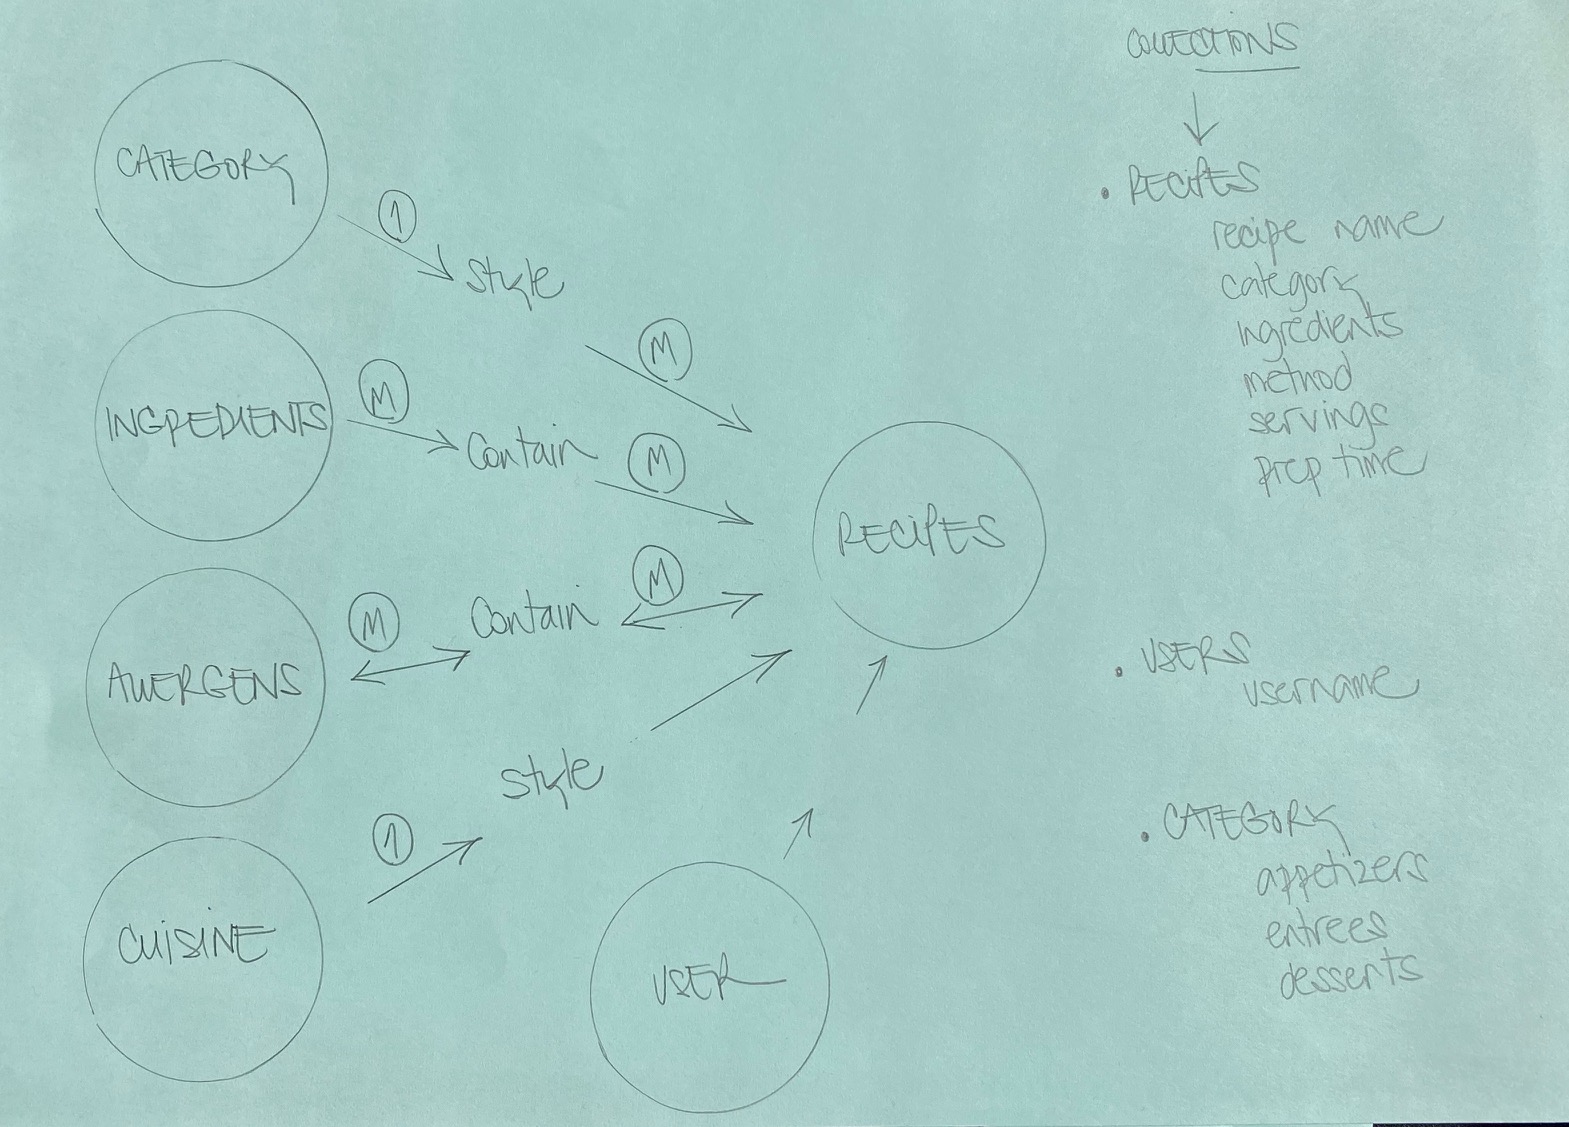 CATEGORY
1
Style
M
INGREDIENTS
M
Contain
M
ALLERGENS
M
Contain
M
CUISINE
1
Style
RECIPES
USER
COLLECTIONS
• RECIPES
recipe name
category
ingredients
method
servings
prep time
• USERS
username
• CATEGORY
appetizers
entrees
desserts